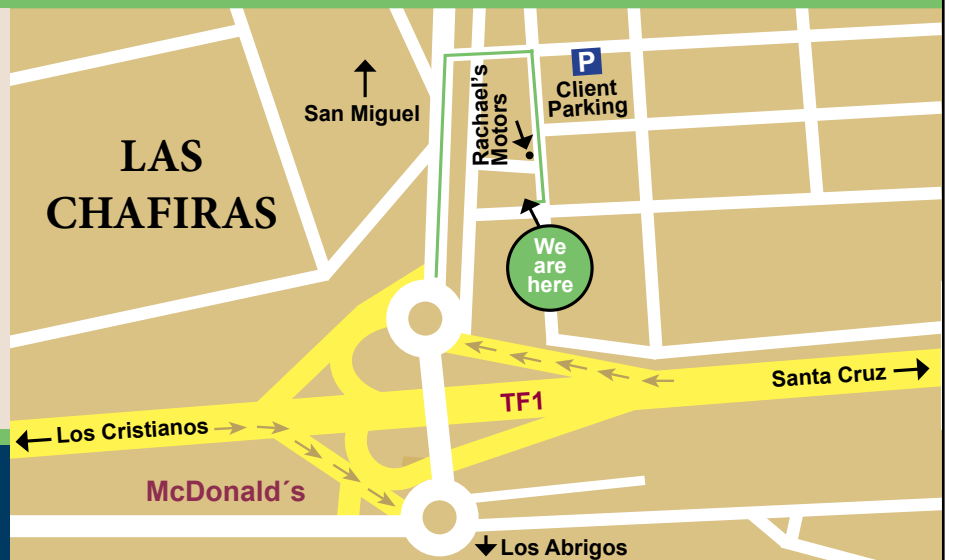 P
Client
Parking
San Miguel
Rachael's
Motors
LAS
CHAFIRAS
We
are
here
Santa Cruz
TF1
Los Cristianos
McDonald´s
Los Abrigos